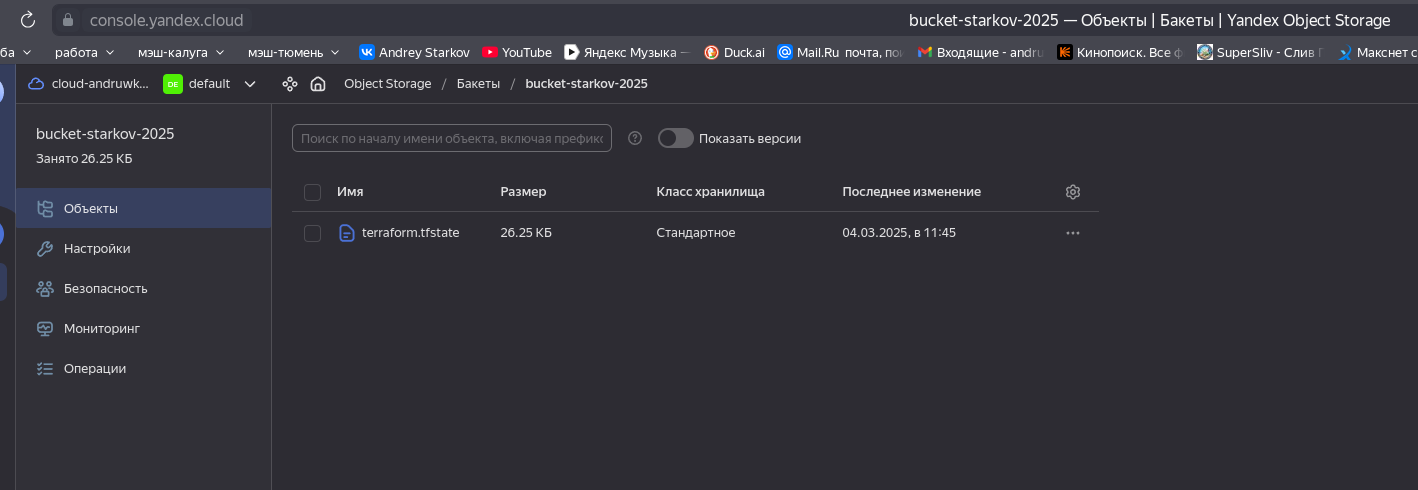 console.yandex.cloud bucket-starkov-2025 — Объекты | Бакеты | Yandex Object Storage
ба работа мэш-калуга мэш-тюмень Andrey Starkov YouTube Яндекс Музыка — Duck.ai Mail.Ru почта, Входящие - andru Кинопоиск. Все SuperSliv - Слив Макснет
cloud-andruwk... DE default Object Storage / Бакеты / bucket-starkov-2025
bucket-starkov-2025
Занято 26.25 КБ
Объекты
Настройки
Безопасность
Мониторинг
Операции
Поиск по началу имени объекта, включая префикс Показать версии
Имя Размер Класс хранилища Последнее изменение
terraform.tfstate 26.25 КБ Стандартное 04.03.2025, в 11:45